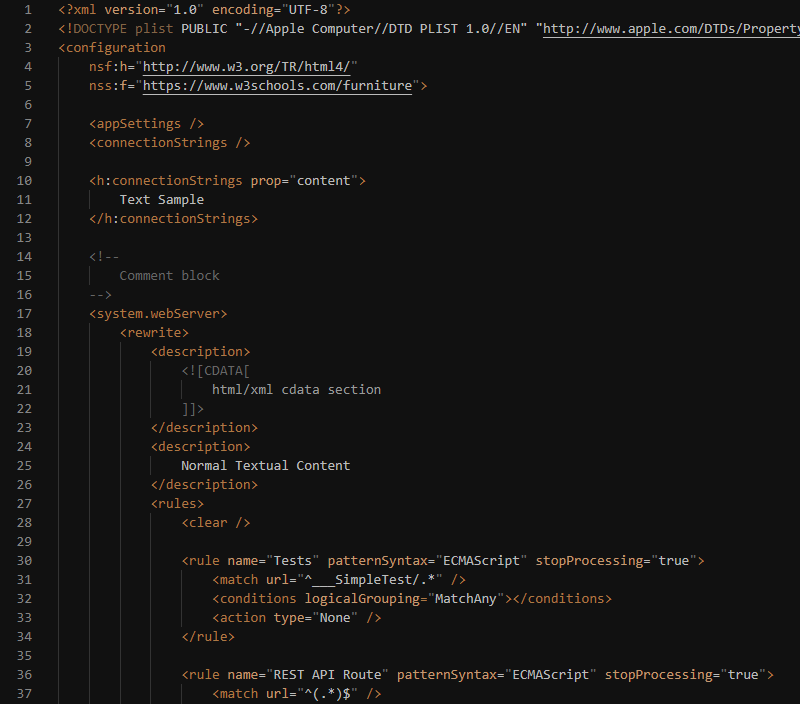 1 <?xml version="1.0" encoding="UTF-8"?>
2 <!DOCTYPE plist PUBLIC "-//Apple Computer//DTD PLIST 1.0//EN" "http://www.apple.com/DTDs/Property
3 <configuration
4 nsf:h="http://www.w3.org/TR/html4/"
5 nss:f="https://www.w3schools.com/furniture">
6
7 <appSettings />
8 <connectionStrings />
9
10 <h:connectionStrings prop="content">
11 Text Sample
12 </h:connectionStrings>
13
14 <!--
15 Comment block
16 -->
17 <system.webServer>
18 <rewrite>
19 <description>
20 <![CDATA[
21 html/xml cdata section
22 ]]>
23 </description>
24 <description>
25 Normal Textual Content
26 </description>
27 <rules>
28 <clear />
29
30 <rule name="Tests" patternSyntax="ECMAScript" stopProcessing="true">
31 <match url="^___SimpleTest/.*" />
32 <conditions logicalGrouping="MatchAny"></conditions>
33 <action type="None" />
34 </rule>
35
36 <rule name="REST API Route" patternSyntax="ECMAScript" stopProcessing="true">
37 <match url="^(.*)$" />